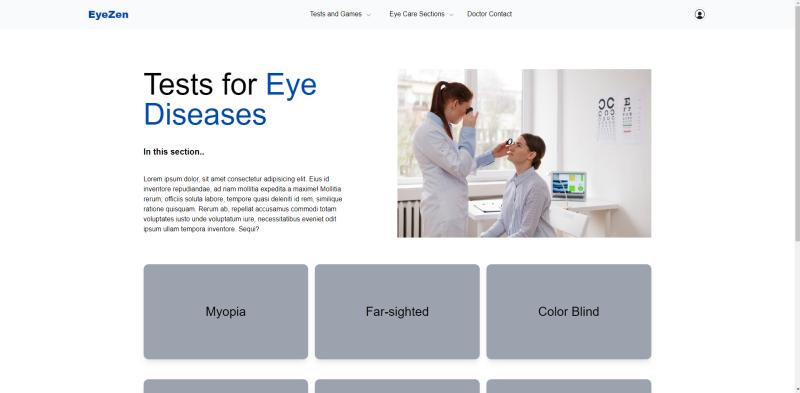 EyeZen
Tests and Games
Eye Care Sections
Doctor Contact
Tests for Eye
Diseases
In this section..
Lorem ipsum dolor, sit amet consectetur adipisicing elit. Eius id
inventore repudiandae, ad nam mollitia expedita a maxime! Mollitia
rerum, officiis soluta labore, tempore quasi deleniti id rem, similique
ratione quisquam. Rerum ab, repellat accusamus commodi totam
voluptates iusto unde voluptatum iure, necessitatibus eveniet odit
ipsum ullam tempora inventore. Sequi?
Myopia
Far-sighted
Color Blind